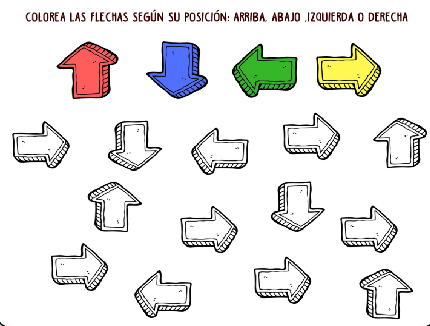 COLOREA LAS FLECHAS SEGÚN SU POSICIÓN: ARRIBA, ABAJO ,IZQUIERDA O DERECHA